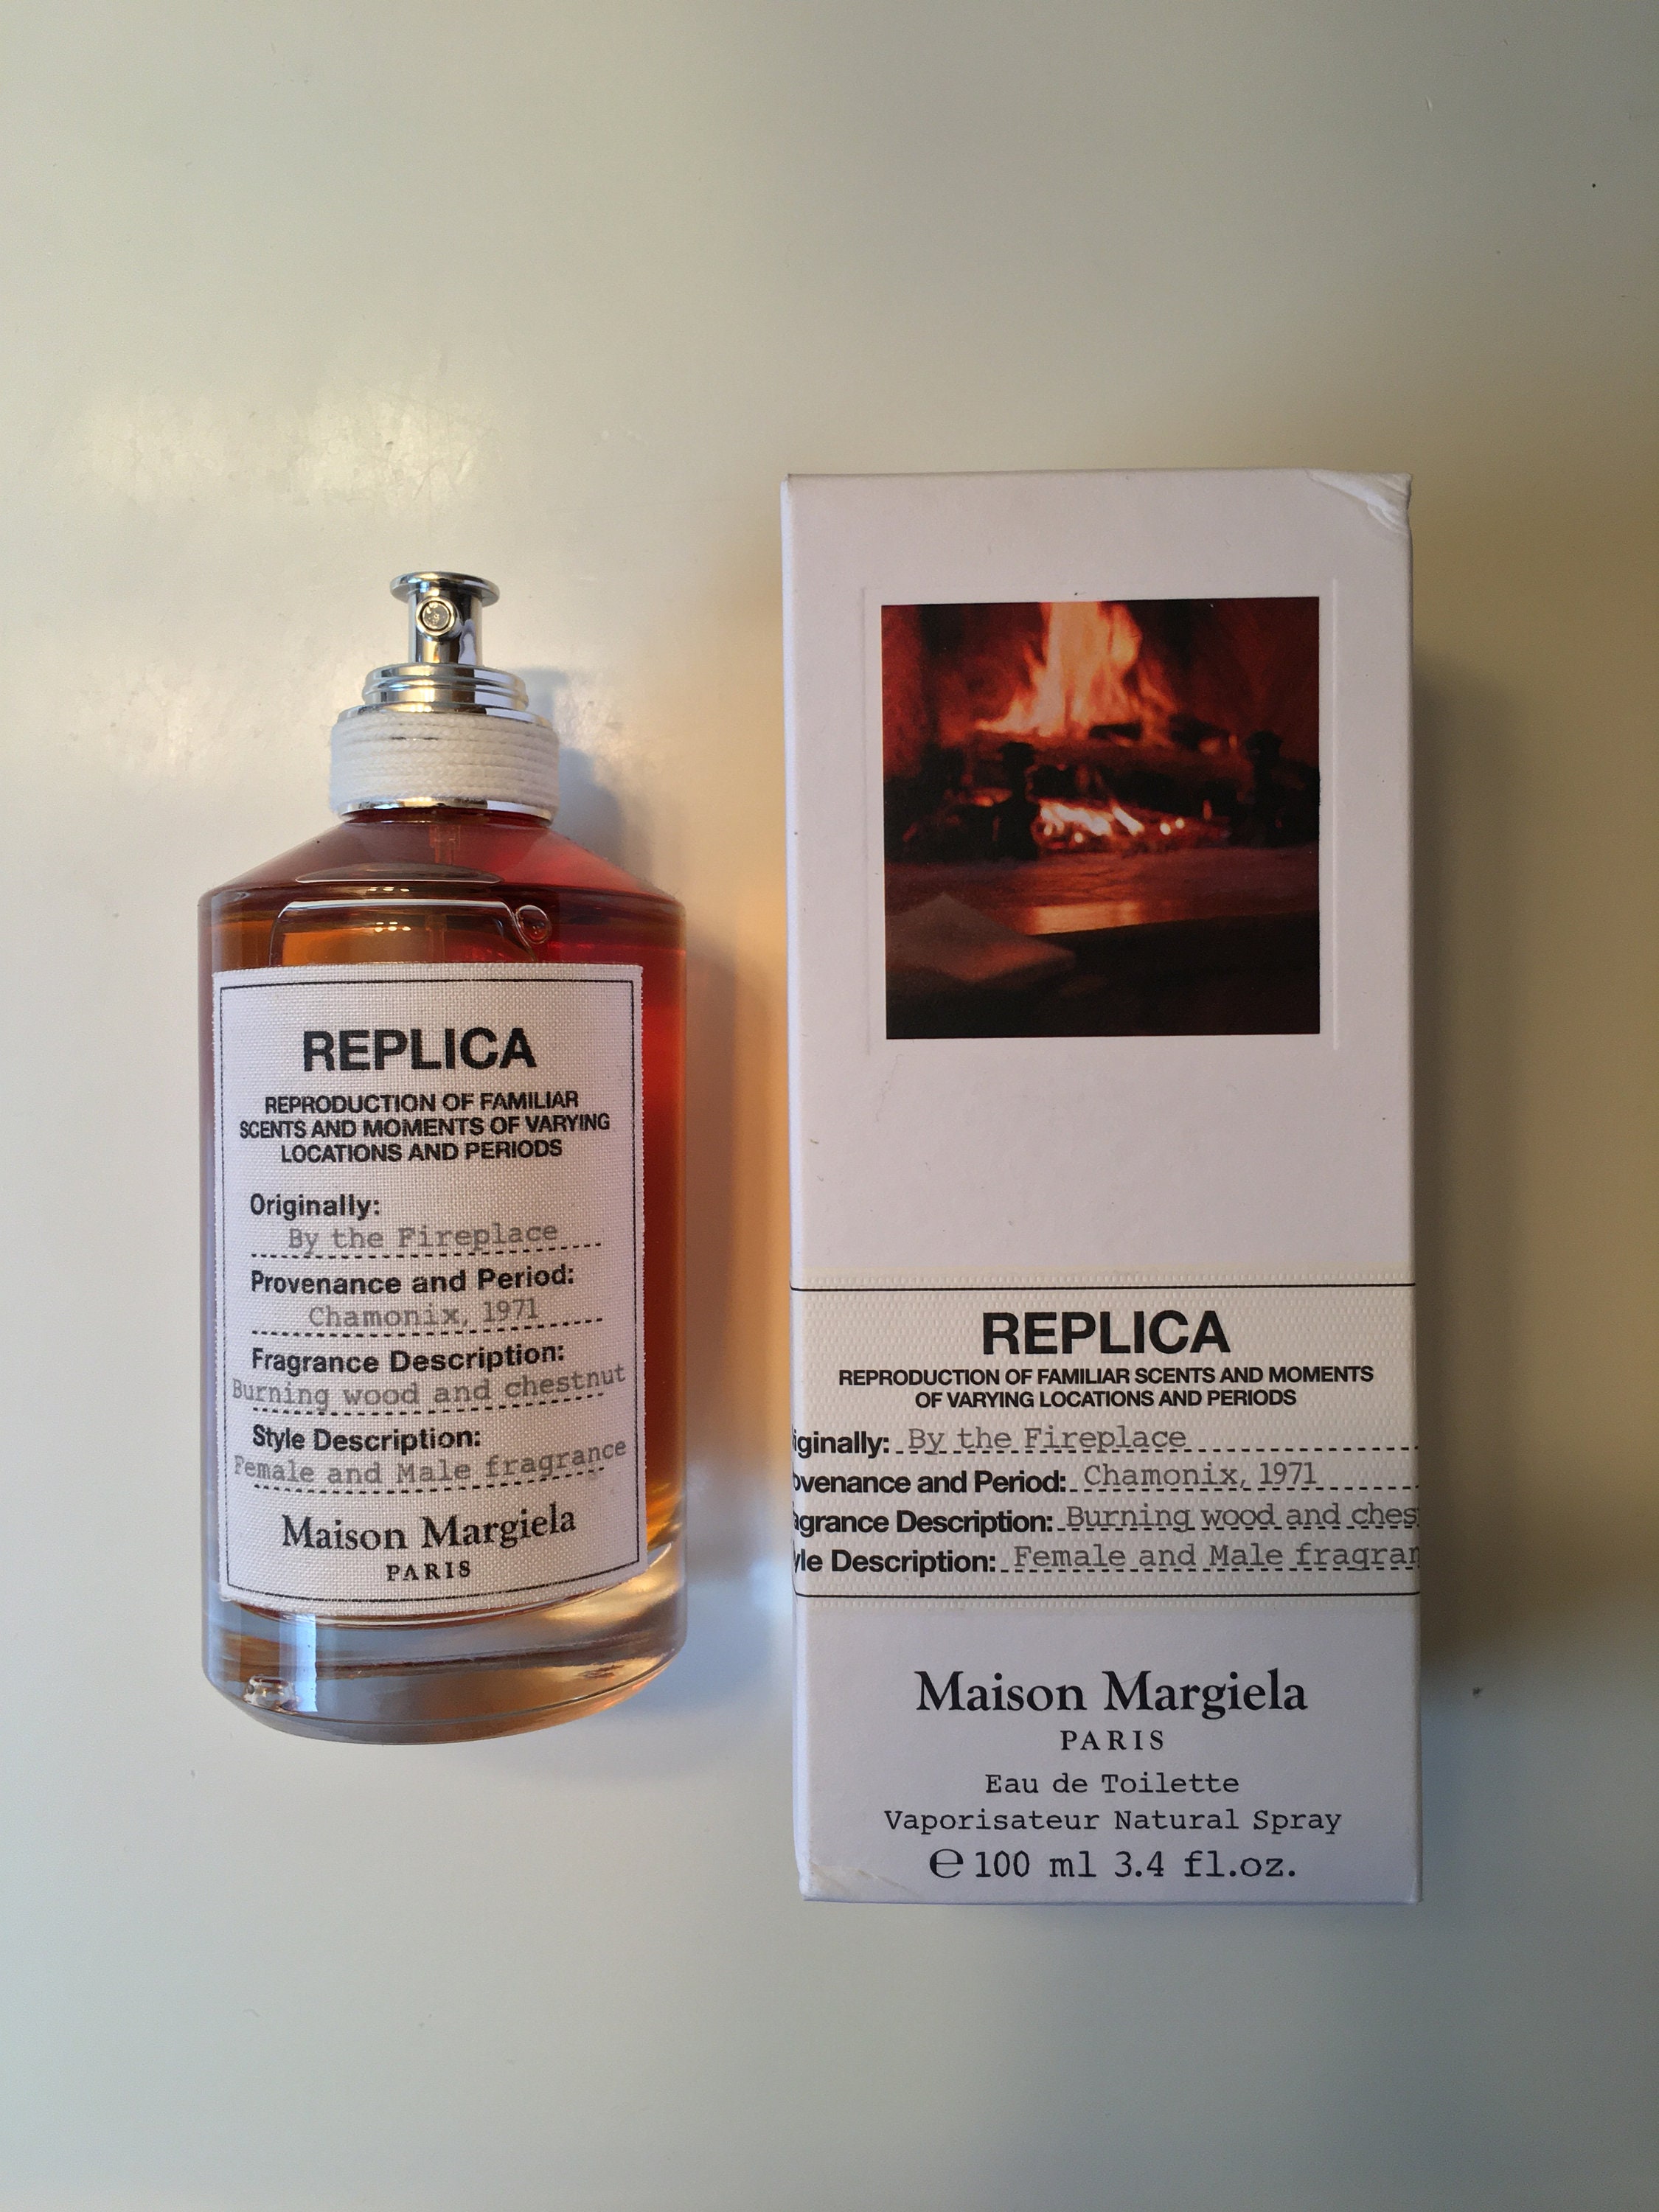 REPLICA
REPRODUCTION OF FAMILIAR
SCENTS AND MOMENTS OF VARYING
LOCATIONS AND PERIODS
Originally:
By the Fireplace
Provenance and Period:
Chamonix, 1971
Fragrance Description:
Burning wood and chestnut
Style Description:
Female and Male fragrance
Maison Margiela
PARIS
REPLICA
REPRODUCTION OF FAMILIAR SCENTS AND MOMENTS
OF VARYING LOCATIONS AND PERIODS
iginally: By the Fireplace
ovenance and Period: Chamonix, 1971
agrance Description: Burning wood and ches
yle Description: Female and Male fragran
Maison Margiela
PARIS
Eau de Toilette
Vaporisateur Natural Spray
℮ 100 ml 3.4 fl.oz.